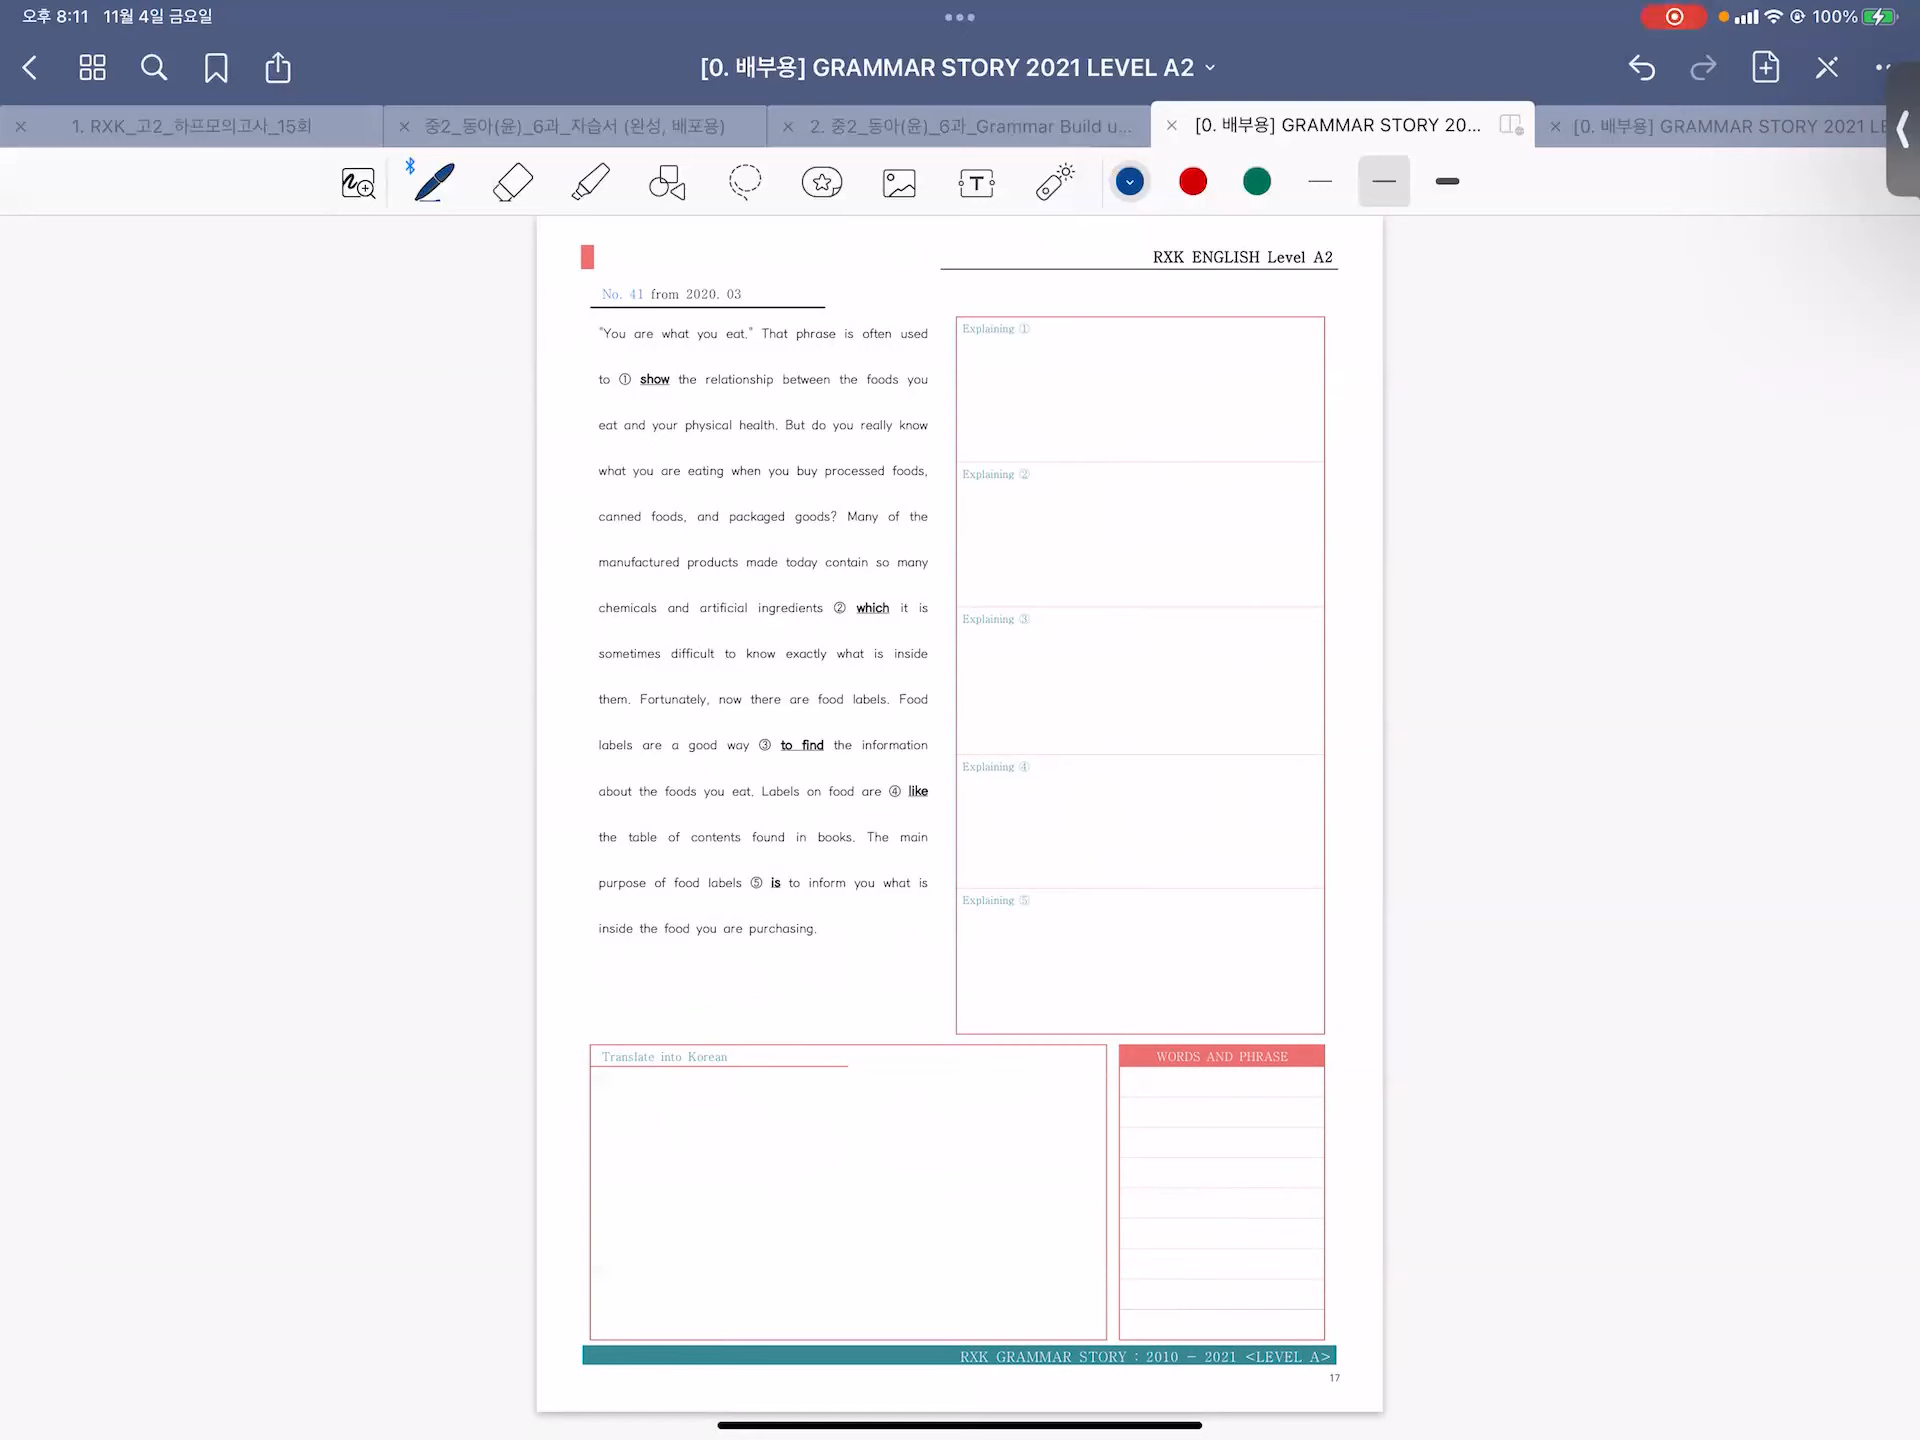 오후 8:11 11월 4일 금요일
100%
[0. 배부용] GRAMMAR STORY 2021 LEVEL A2
1. RXK_고2_하프모의고사_15회
중2_동아(윤)_6과_자습서 (완성, 배포용)
2. 중2_동아(윤)_6과_Grammar Build u...
[0. 배부용] GRAMMAR STORY 20...
[0. 배부용] GRAMMAR STORY 2021 LE
RXK ENGLISH Level A2
No. 41 from 2020. 03
"You are what you eat." That phrase is often used
to ① show the relationship between the foods you
eat and your physical health. But do you really know
what you are eating when you buy processed foods,
canned foods, and packaged goods? Many of the
manufactured products made today contain so many
chemicals and artificial ingredients ② which it is
sometimes difficult to know exactly what is inside
them. Fortunately, now there are food labels. Food
labels are a good way ③ to find the information
about the foods you eat. Labels on food are ④ like
the table of contents found in books. The main
purpose of food labels ⑤ is to inform you what is
inside the food you are purchasing.
Explaining ①
Explaining ②
Explaining ③
Explaining ④
Explaining ⑤
Translate into Korean
WORDS AND PHRASE
RXK GRAMMAR STORY : 2010 - 2021 <LEVEL A>
17